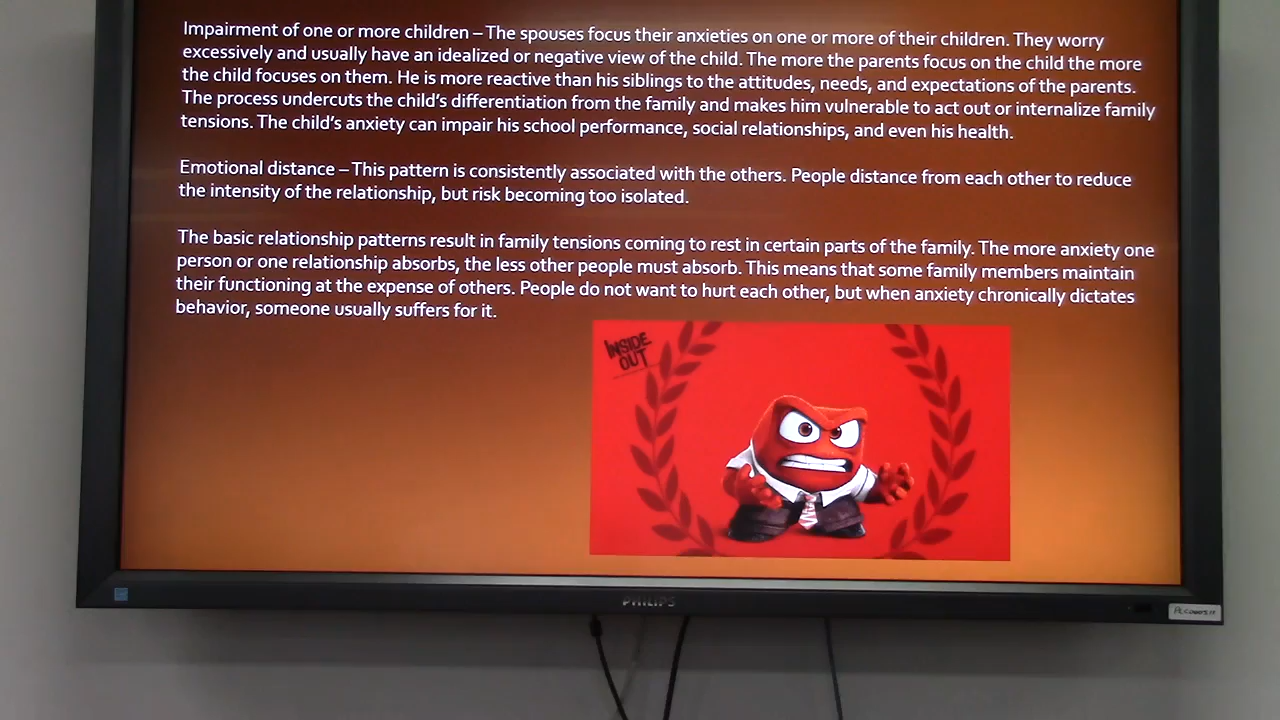 Impairment of one or more children – The spouses focus their anxieties on one or more of their children. They worry
excessively and usually have an idealized or negative view of the child. The more the parents focus on the child the more
the child focuses on them. He is more reactive than his siblings to the attitudes, needs, and expectations of the parents.
The process undercuts the child's differentiation from the family and makes him vulnerable to act out or internalize family
tensions. The child's anxiety can impair his school performance, social relationships, and even his health.
Emotional distance – This pattern is consistently associated with the others. People distance from each other to reduce
the intensity of the relationship, but risk becoming too isolated.
The basic relationship patterns result in family tensions coming to rest in certain parts of the family. The more anxiety one
person or one relationship absorbs, the less other people must absorb. This means that some family members maintain
their functioning at the expense of others. People do not want to hurt each other, but when anxiety chronically dictates
behavior, someone usually suffers for it.
INSIDE
OUT
PHILIPS